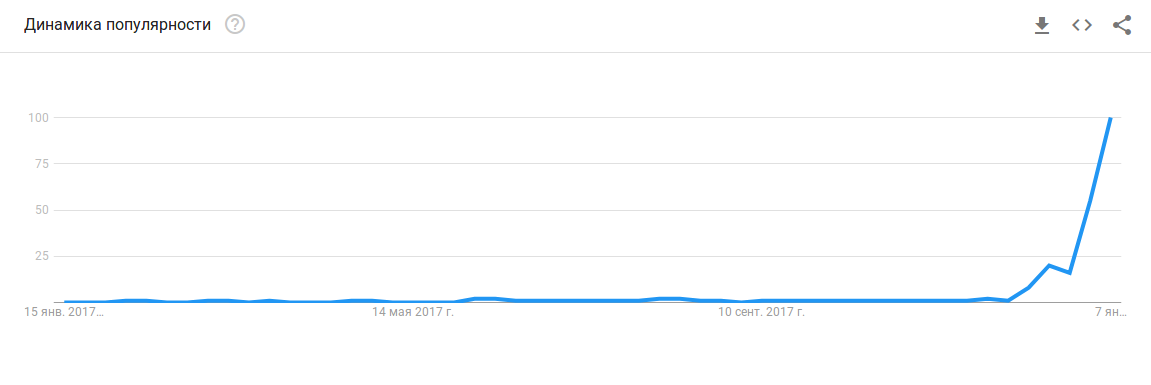 Динамика популярности ?
100
75
50
25
15 янв. 2017…
14 мая 2017 г.
10 сент. 2017 г.
7 ян…